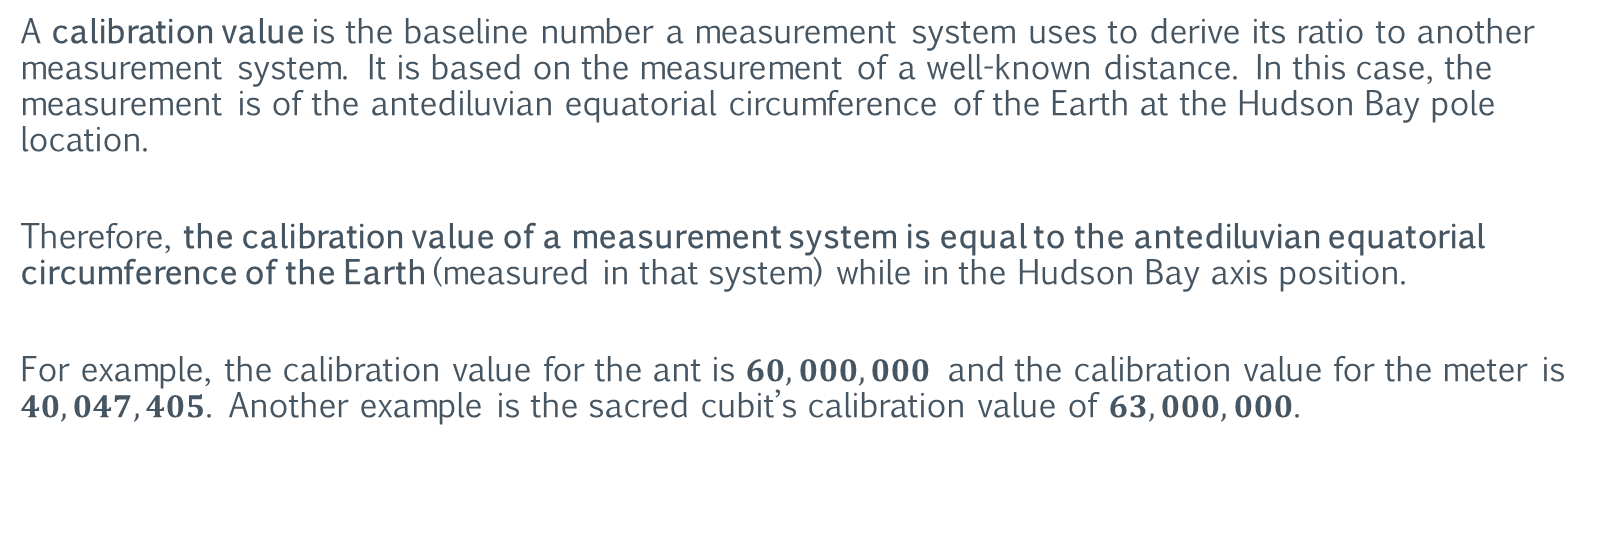 A calibration value is the baseline number a measurement system uses to derive its ratio to another
measurement system. It is based on the measurement of a well-known distance. In this case, the
measurement is of the antediluvian equatorial circumference of the Earth at the Hudson Bay pole
location.
Therefore, the calibration value of a measurement system is equal to the antediluvian equatorial
circumference of the Earth (measured in that system) while in the Hudson Bay axis position.
For example, the calibration value for the ant is 60,000,000 and the calibration value for the meter is
40,047,405. Another example is the sacred cubit’s calibration value of 63,000,000.